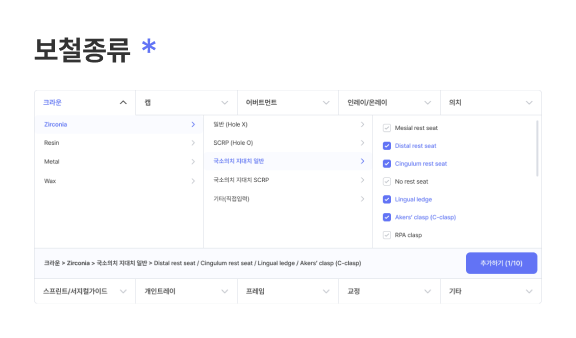 보철종류 *
크라운 캡 어버트먼트 인레이/온레이 의치
Zirconia
Resin
Metal
Wax
일반 (Hole X)
SCRP (Hole O)
국소의치 지대치 일반
국소의치 지대치 SCRP
기타(직접입력)
Mesial rest seat
Distal rest seat
Cingulum rest seat
No rest seat
Lingual ledge
Akers' clasp (C-clasp)
RPA clasp
크라운 > Zirconia > 국소의치 지대치 일반 > Distal rest seat / Cingulum rest seat / Lingual ledge / Akers' clasp (C-clasp)
추가하기 (1/10)
스프린트/서지컬가이드 개인트레이 프레임 교정 기타